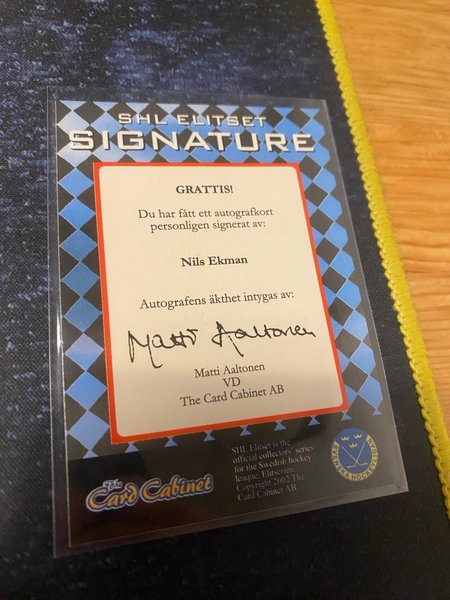 SHL ELITSET
SIGNATURE
GRATTIS!
Du har fått ett autografkort
personligen signerat av:
Nils Ekman
Autografens äkthet intygas av:
Matti Aaltonen
Matti Aaltonen
VD
The Card Cabinet AB
The
Card Cabinet
"SHL Elitset is the
official collectors' series
for the Swedish hockey
league, Elitserien
Copyright 2002 The
Card Cabinet AB
SVENSKA ISHOCKEYLIGAN